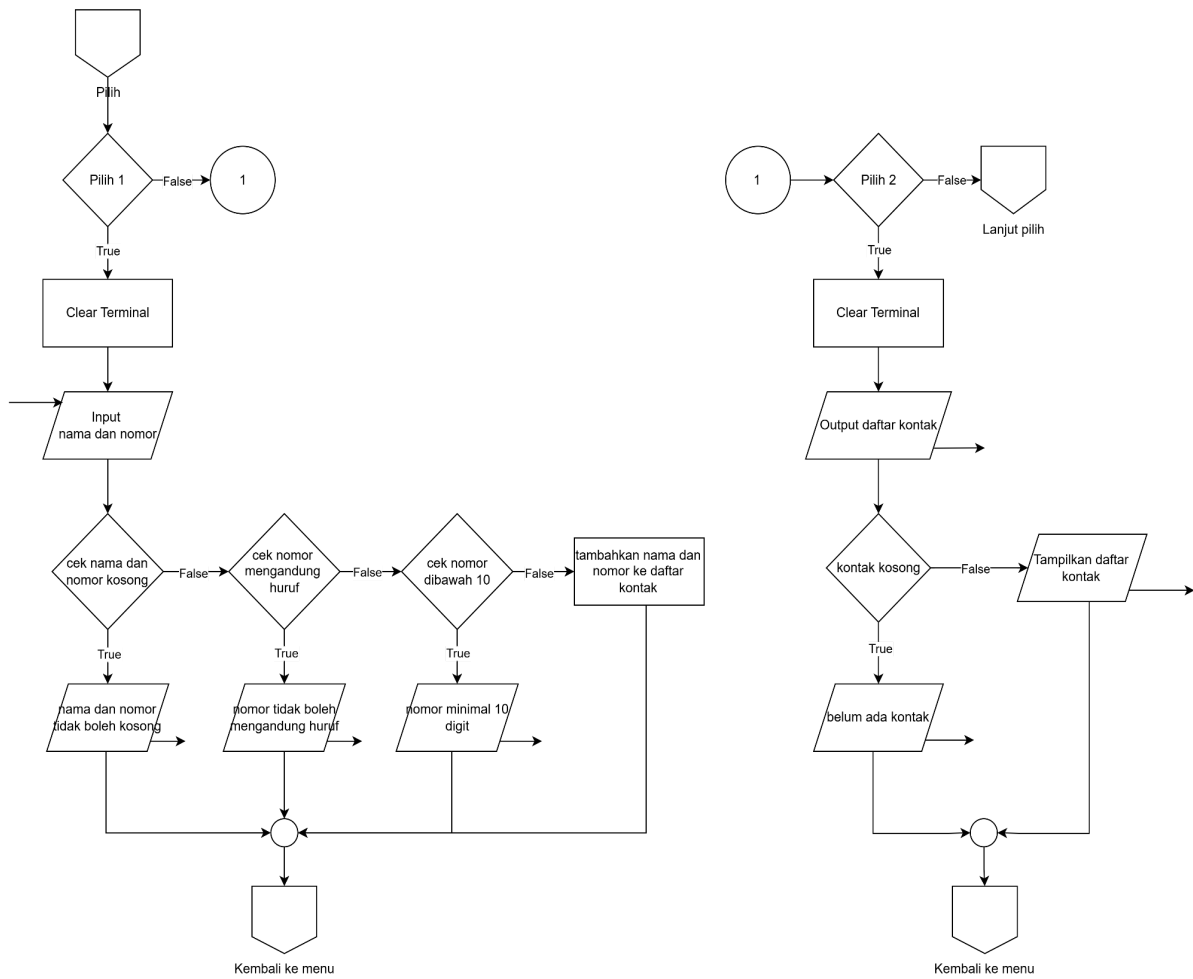 Pilih
Pilih 1
False
1
True
Clear Terminal
Input
nama dan nomor
cek nama dan
nomor kosong
False
cek nomor
mengandung
huruf
False
cek nomor
dibawah 10
False
tambahkan nama dan
nomor ke daftar
kontak
True
True
True
nama dan nomor
tidak boleh kosong
nomor tidak boleh
mengandung huruf
nomor minimal 10
digit
Kembali ke menu
1
Pilih 2
False
Lanjut pilih
True
Clear Terminal
Output daftar kontak
kontak kosong
False
Tampilkan daftar
kontak
True
belum ada kontak
Kembali ke menu